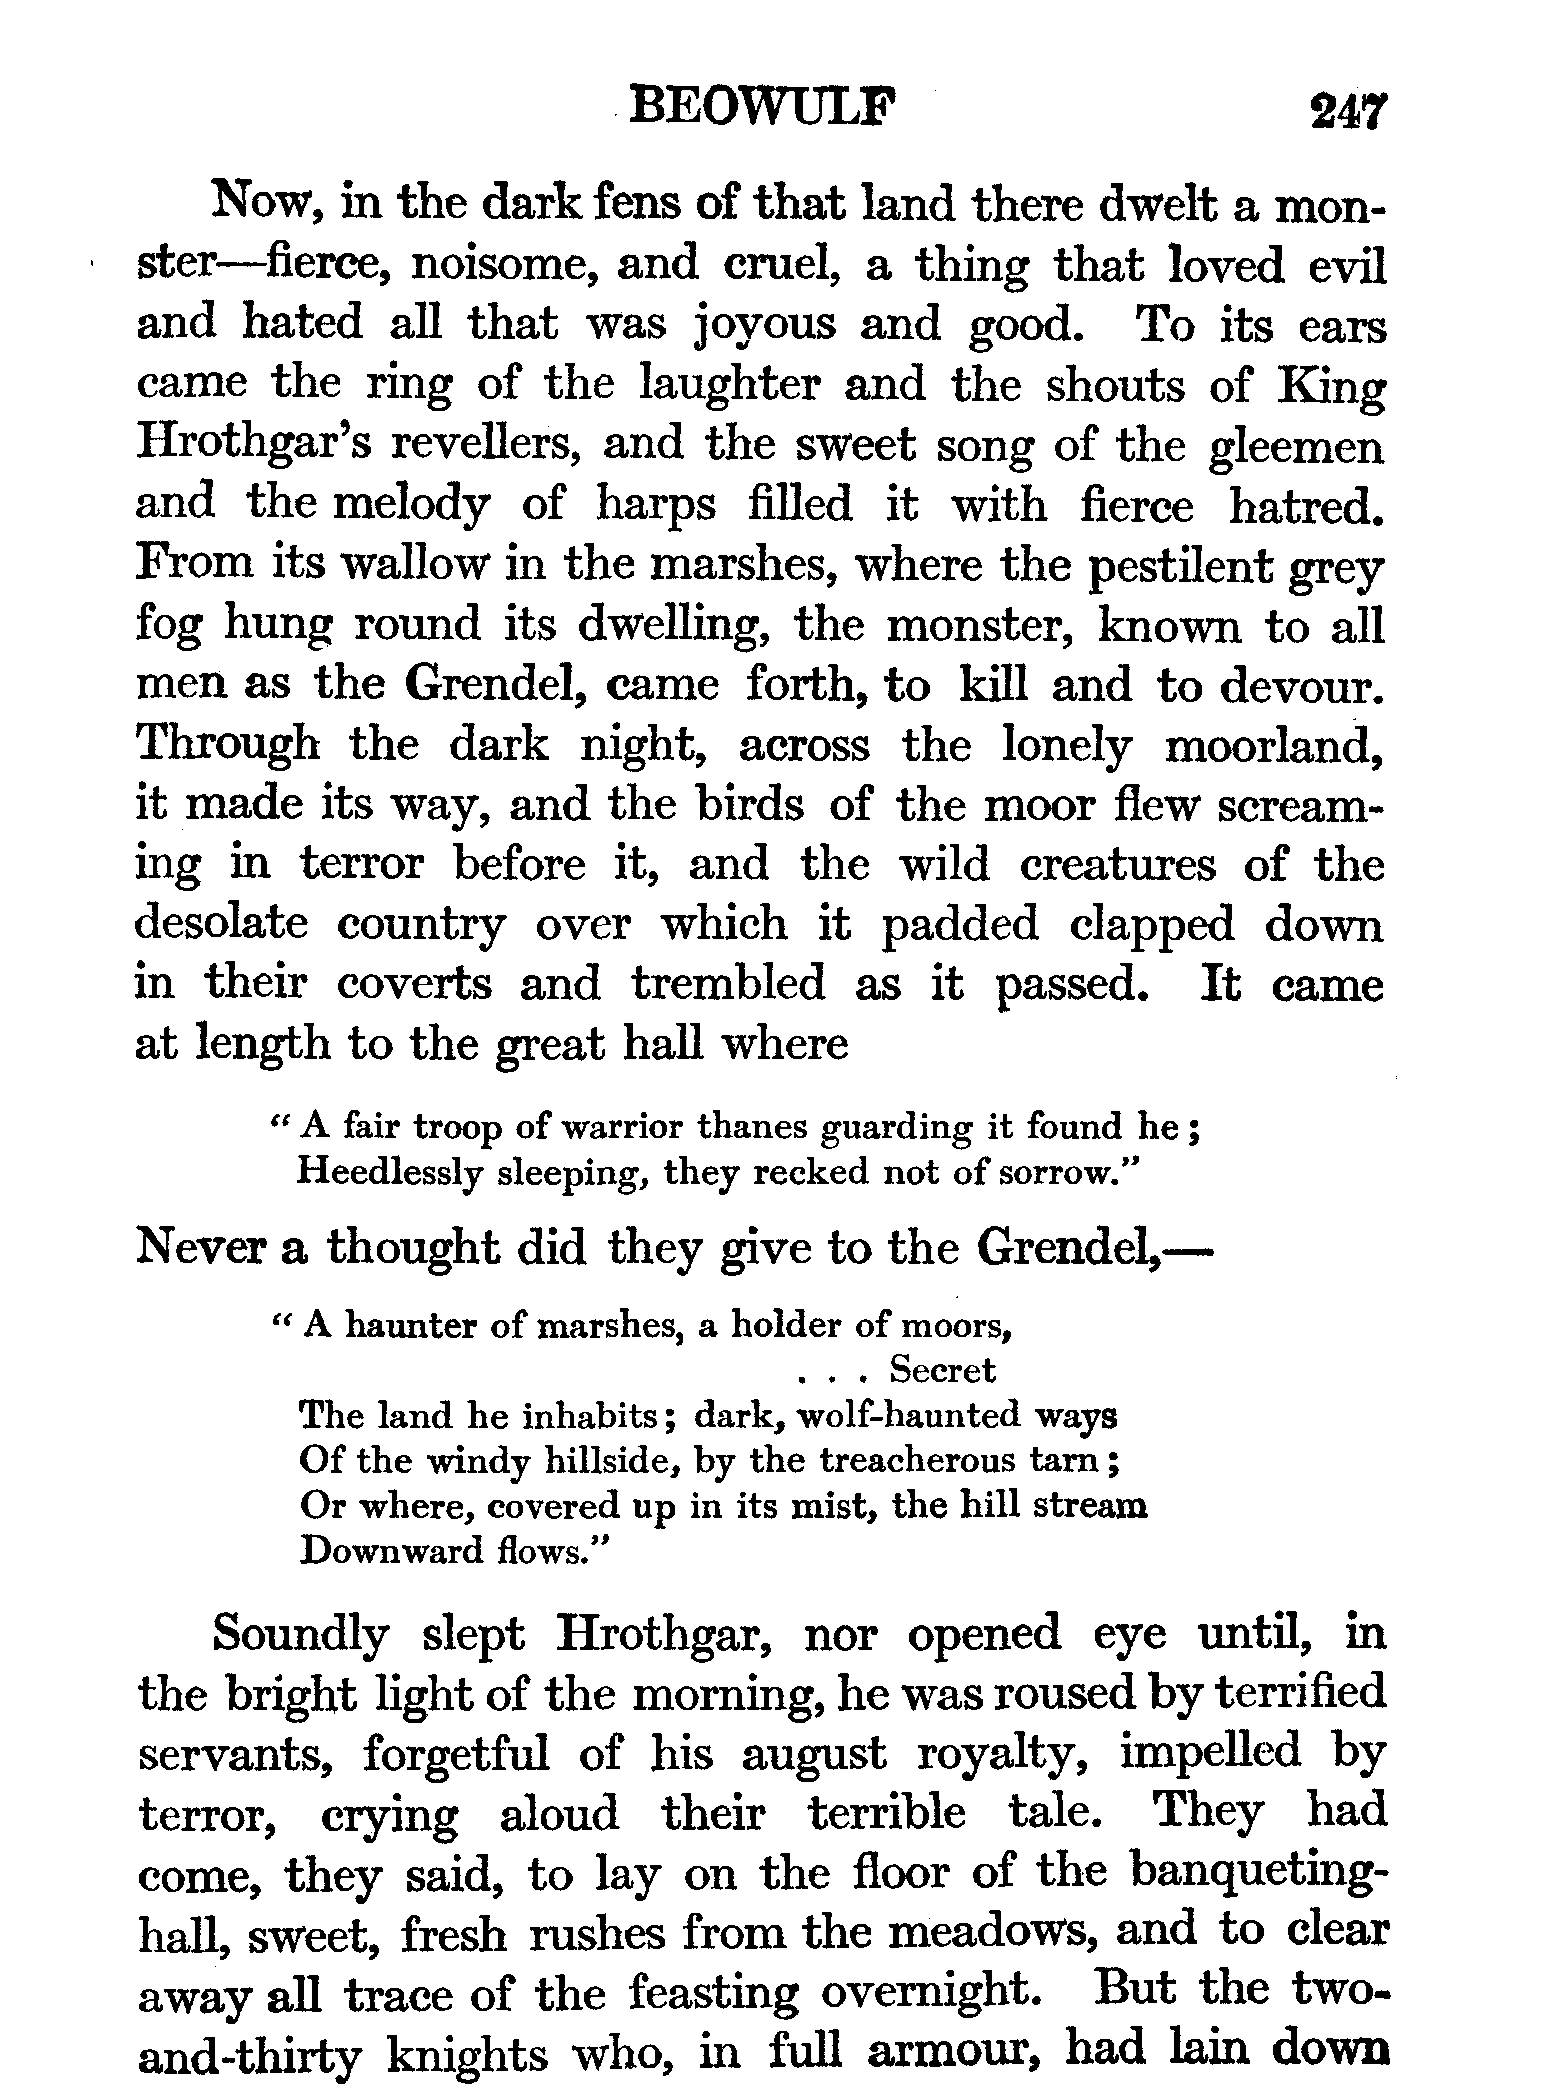 BEOWULF 247
Now, in the dark fens of that land there dwelt a mon-
ster—fierce, noisome, and cruel, a thing that loved evil
and hated all that was joyous and good. To its ears
came the ring of the laughter and the shouts of King
Hrothgar's revellers, and the sweet song of the gleemen
and the melody of harps filled it with fierce hatred.
From its wallow in the marshes, where the pestilent grey
fog hung round its dwelling, the monster, known to all
men as the Grendel, came forth, to kill and to devour.
Through the dark night, across the lonely moorland,
it made its way, and the birds of the moor flew scream-
ing in terror before it, and the wild creatures of the
desolate country over which it padded clapped down
in their coverts and trembled as it passed. It came
at length to the great hall where
"A fair troop of warrior thanes guarding it found he;
Heedlessly sleeping, they recked not of sorrow."
Never a thought did they give to the Grendel,—
"A haunter of marshes, a holder of moors,
. . . Secret
The land he inhabits; dark, wolf-haunted ways
Of the windy hillside, by the treacherous tarn;
Or where, covered up in its mist, the hill stream
Downward flows."
Soundly slept Hrothgar, nor opened eye until, in
the bright light of the morning, he was roused by terrified
servants, forgetful of his august royalty, impelled by
terror, crying aloud their terrible tale. They had
come, they said, to lay on the floor of the banqueting-
hall, sweet, fresh rushes from the meadows, and to clear
away all trace of the feasting overnight. But the two-
and-thirty knights who, in full armour, had lain down